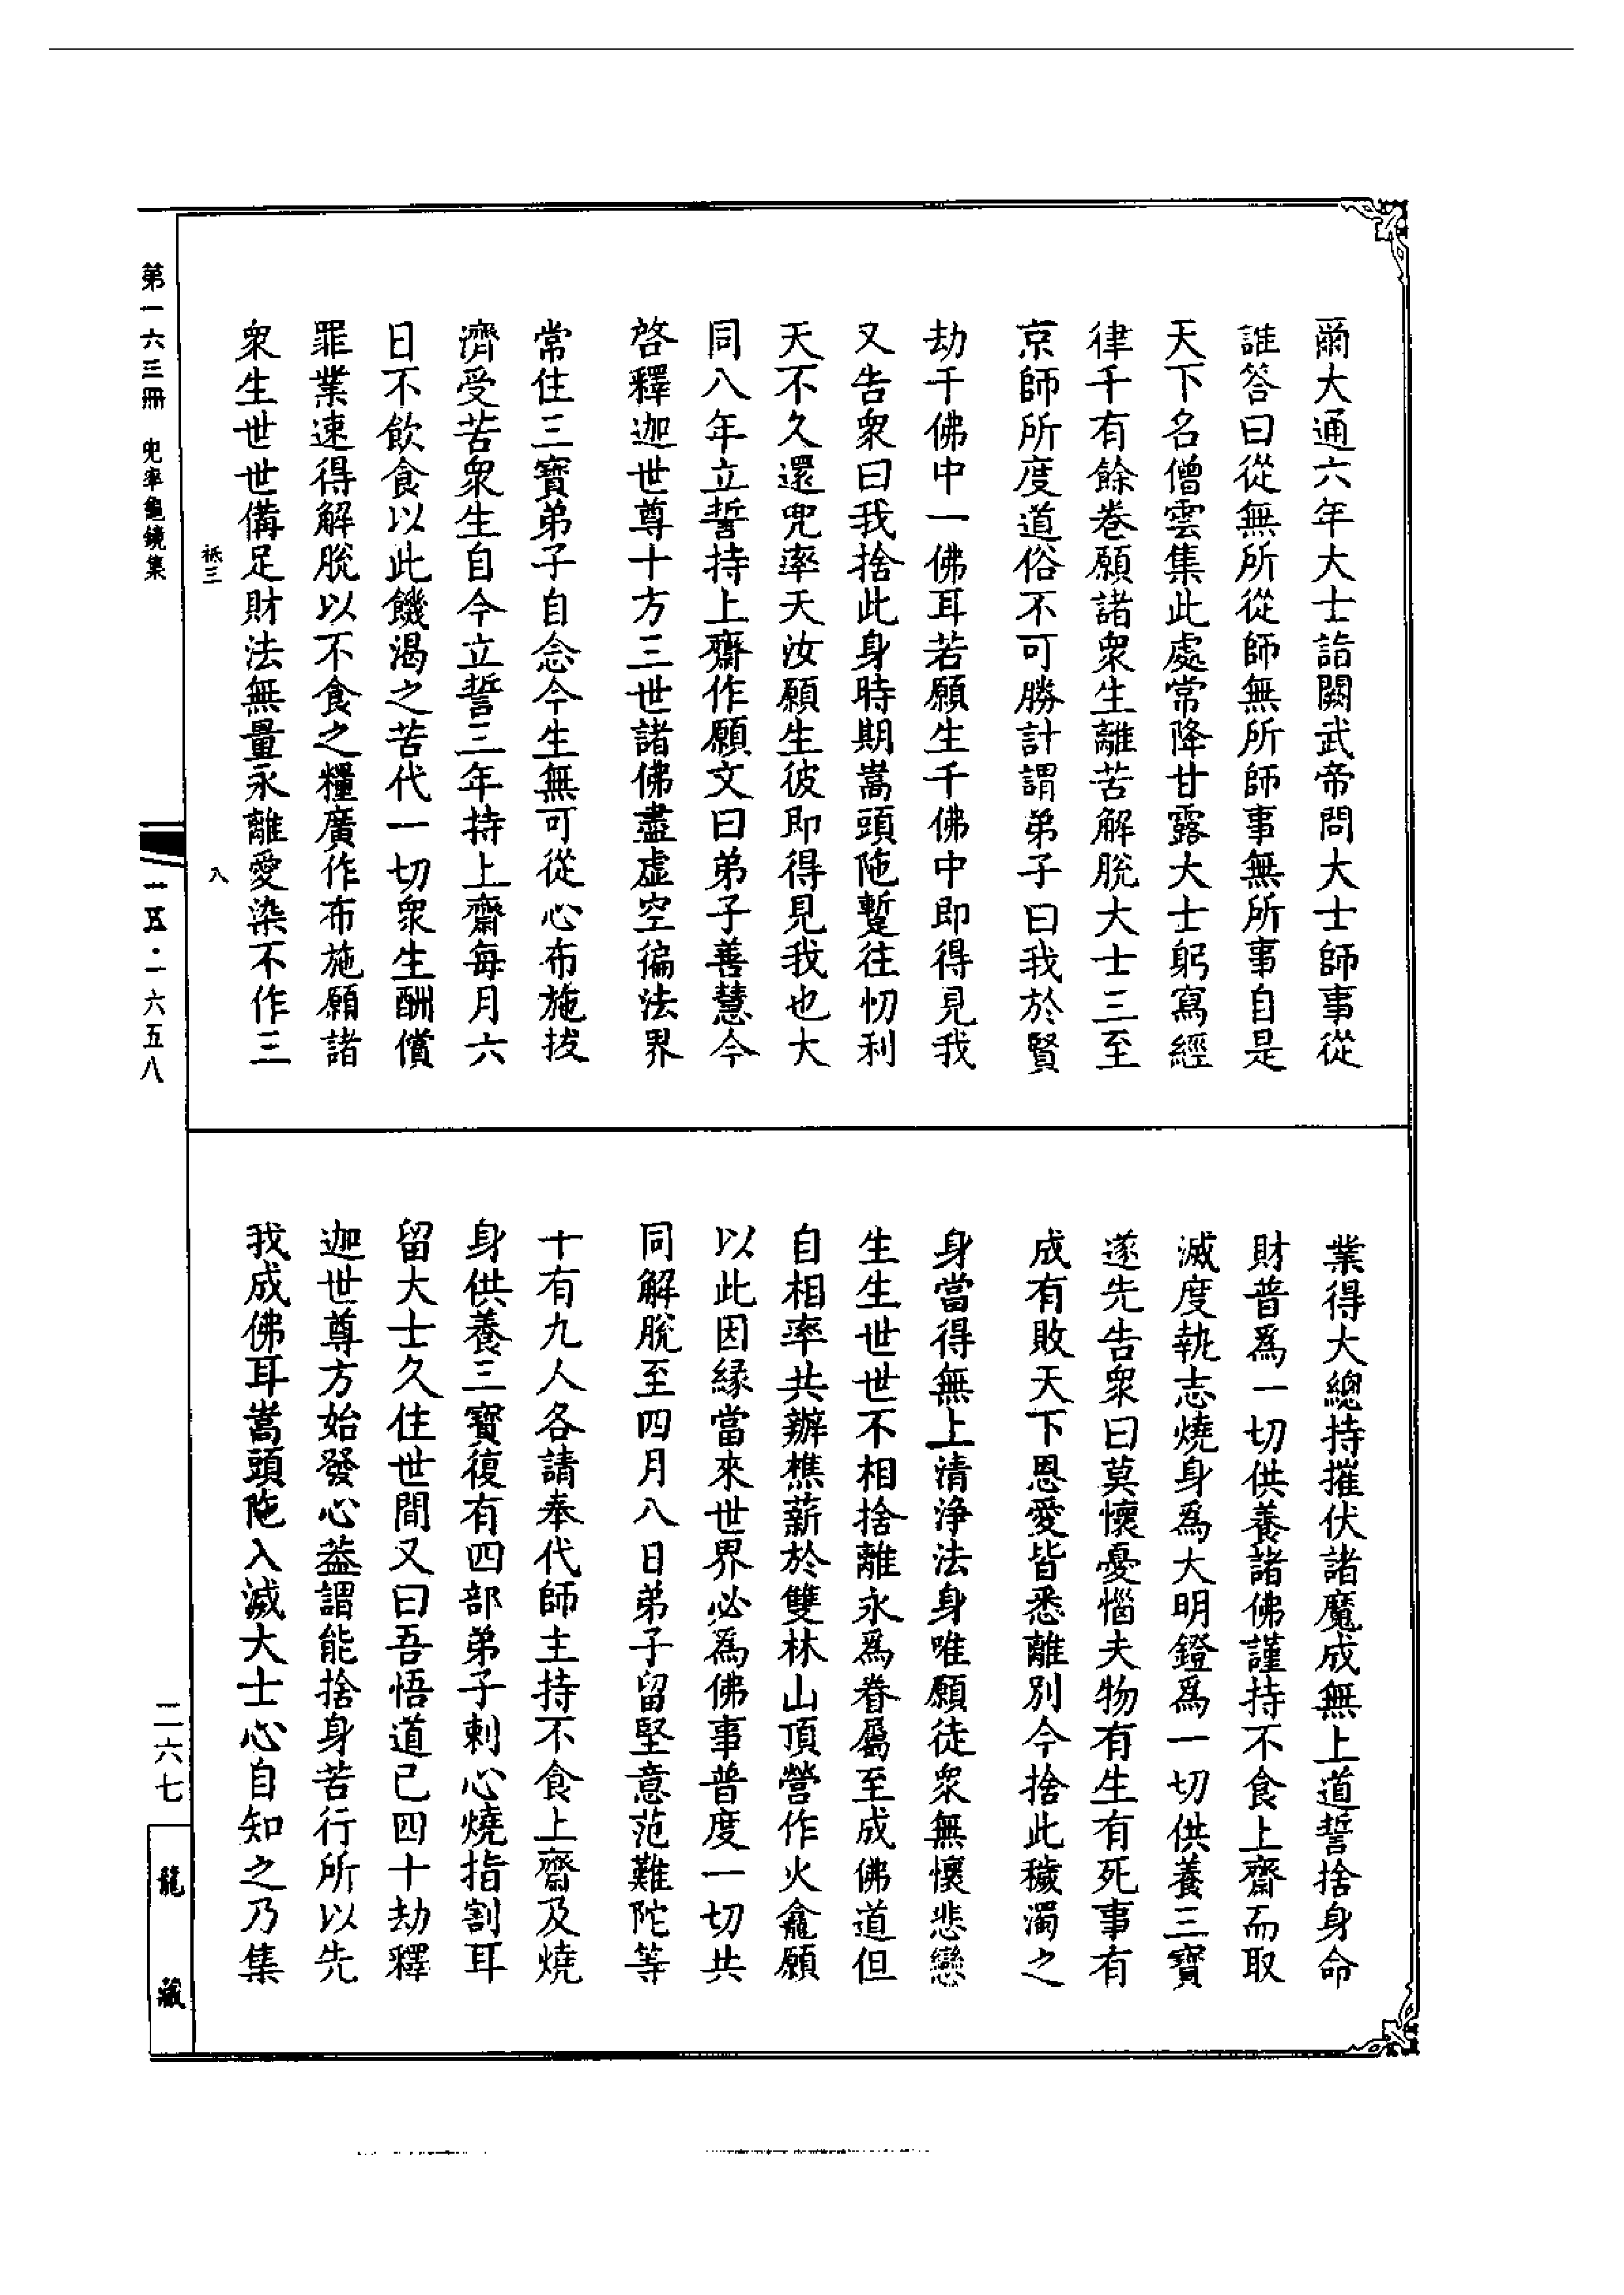 爾大通六年大士詣闕武帝問大士師事從
誰答曰從無所從師無所師事無所事自是
天下名僧雲集此處常降甘露大士躬寫經
律千有餘卷願諸衆生離苦解脫大士三至
京師所度道俗不可勝計謂弟子曰我於賢
劫千佛中一佛耳若願生千佛中即得見我
又告衆曰我捨此身時期嵩頭陁蹔往忉利
天不久還兜率天汝願生彼即得見我也大
同八年立誓持上齋作願文曰弟子善慧今
啓釋迦世尊十方三世諸佛盡虛空徧法界
常住三寶弟子自念今生無可從心布施拔
濟受苦衆生自今立誓三年持上齋每月六
日不飲食以此饑渴之苦代一切衆生酬償
罪業速得解脫以不食之糧廣作布施願諸
衆生世世備足財法無量永離愛染不作三
業得大總持摧伏諸魔成無上道誓捨身命
財普爲一切供養諸佛謹持不食上齋而取
滅度執志燒身爲大明鐙爲一切供養三寶
遂先告衆曰莫懷憂惱夫物有生有死事有
成有敗天下恩愛皆悉離別今捨此穢濁之
身當得無上清淨法身唯願徒衆無懷悲戀
生生世世不相捨離永爲眷屬至成佛道但
自相率共辦樵薪於雙林山頂營作火龕願
以此因緣當來世界必爲佛事普度一切共
同解脫至四月八日弟子留堅意范難陀等
十有九人各請奉代師主持不食上齋及燒
身供養三寶復有四部弟子剌心燒指割耳
留大士久住世間又曰吾悟道已四十劫釋
迦世尊方始發心葢謂能捨身苦行所以先
我成佛耳嵩頭陁入滅大士心自知之乃集
祇三
八
第一六三冊 兜率龜鏡集
一五·一六五八
二六七
龍藏